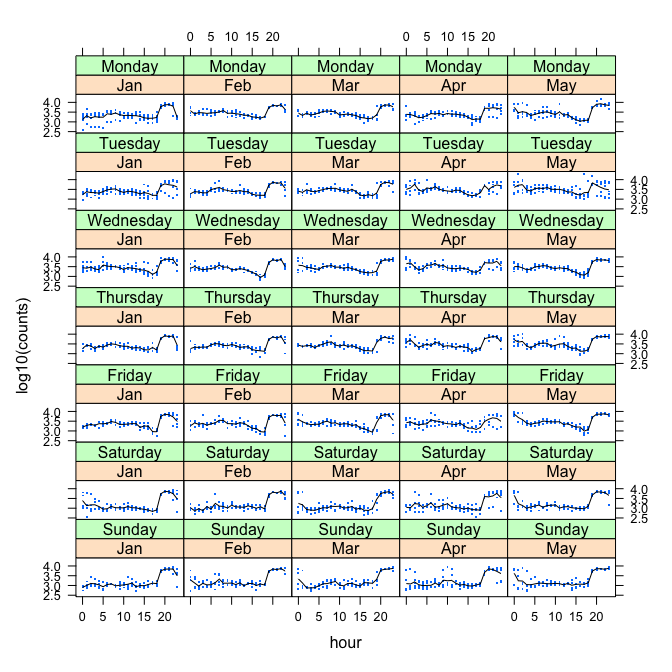 0 5 10 15 20 0 5 10 15 20
Monday Monday Monday Monday Monday
Jan Feb Mar Apr May
4.0
3.5
3.0
2.5
Tuesday Tuesday Tuesday Tuesday Tuesday
Jan Feb Mar Apr May
4.0
3.5
3.0
2.5
Wednesday Wednesday Wednesday Wednesday Wednesday
Jan Feb Mar Apr May
4.0
3.5
3.0
2.5
Thursday Thursday Thursday Thursday Thursday
Jan Feb Mar Apr May
4.0
3.5
3.0
2.5
Friday Friday Friday Friday Friday
Jan Feb Mar Apr May
4.0
3.5
3.0
2.5
Saturday Saturday Saturday Saturday Saturday
Jan Feb Mar Apr May
4.0
3.5
3.0
2.5
Sunday Sunday Sunday Sunday Sunday
Jan Feb Mar Apr May
4.0
3.5
3.0
2.5
0 5 10 15 20 0 5 10 15 20 0 5 10 15 20
hour
log10(counts)